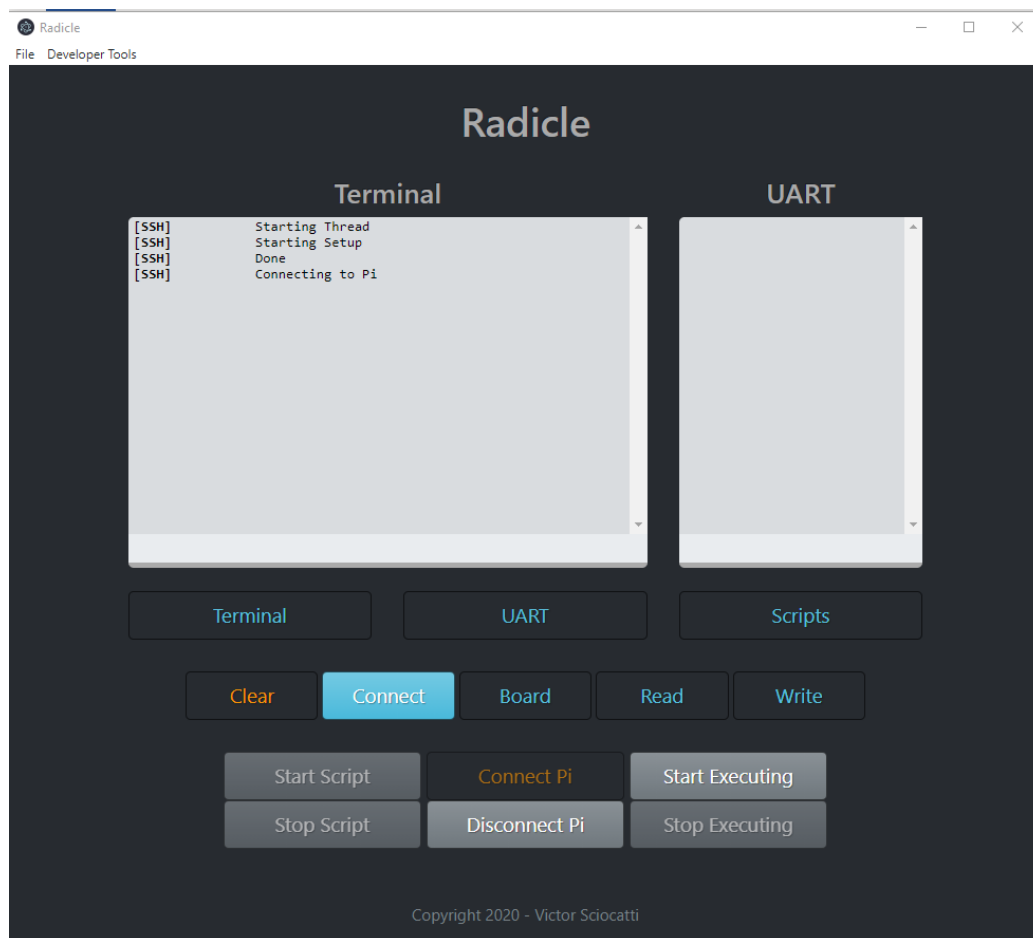 Radicle
File Developer Tools
Radicle
Terminal
UART
[SSH] Starting Thread
[SSH] Starting Setup
[SSH] Done
[SSH] Connecting to Pi
Terminal UART Scripts
Clear Connect Board Read Write
Start Script Connect Pi Start Executing
Stop Script Disconnect Pi Stop Executing
Copyright 2020 - Victor Sciocatti